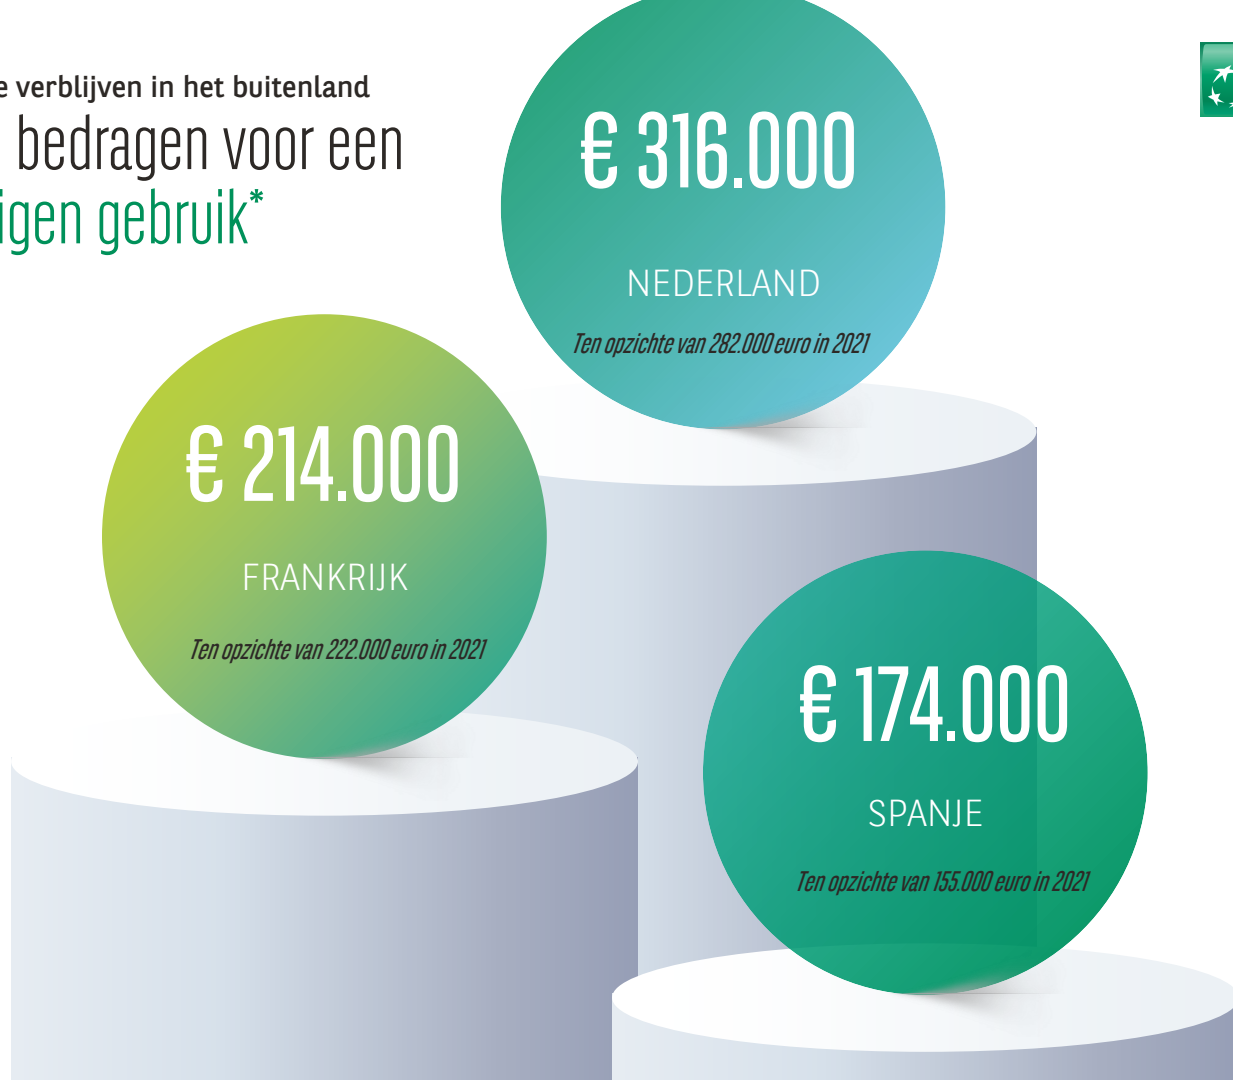 verblijven in het buitenland
bedragen voor een
gebruik*
€ 316.000
NEDERLAND
Ten opzichte van 282.000 euro in 2021
€ 214.000
FRANKRIJK
Ten opzichte van 222.000 euro in 2021
€ 174.000
SPANJE
Ten opzichte van 155.000 euro in 2021